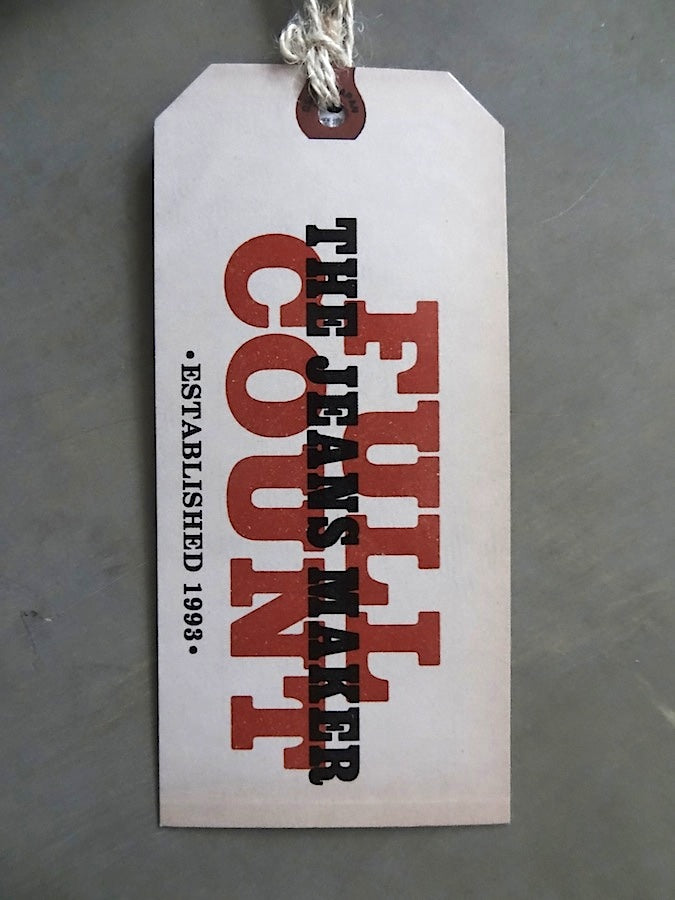 FULL
THE JEANS MAKER
COUNT
•ESTABLISHED 1993•